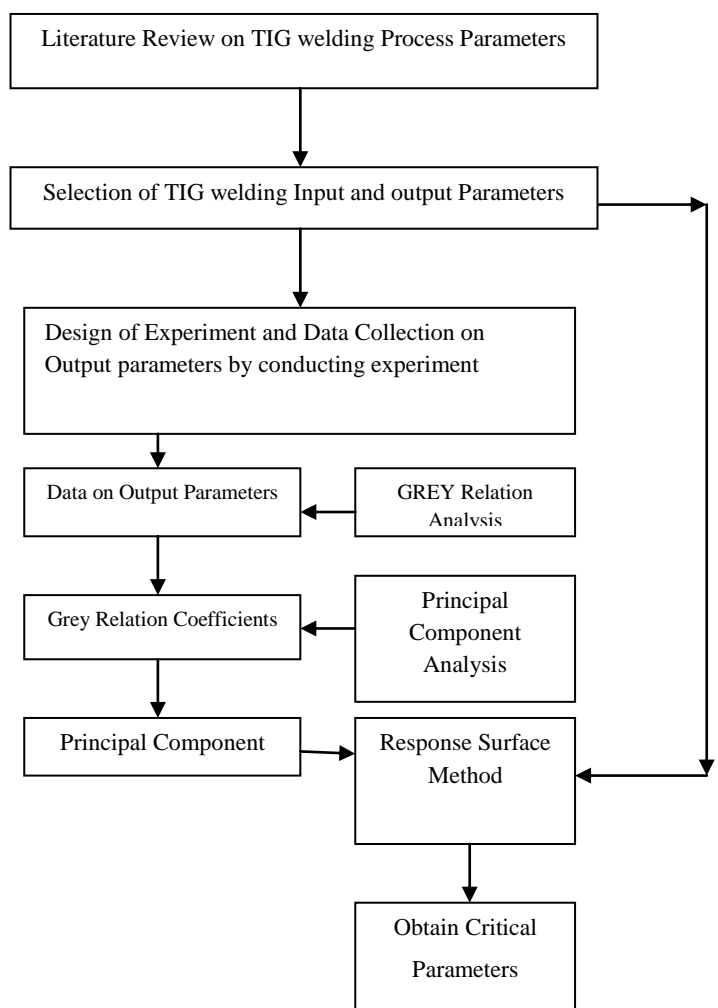 Literature Review on TIG welding Process Parameters
Selection of TIG welding Input and output Parameters
Design of Experiment and Data Collection on
Output parameters by conducting experiment
Data on Output Parameters
GREY Relation
Analysis
Grey Relation Coefficients
Principal
Component
Analysis
Principal Component
Response Surface
Method
Obtain Critical
Parameters